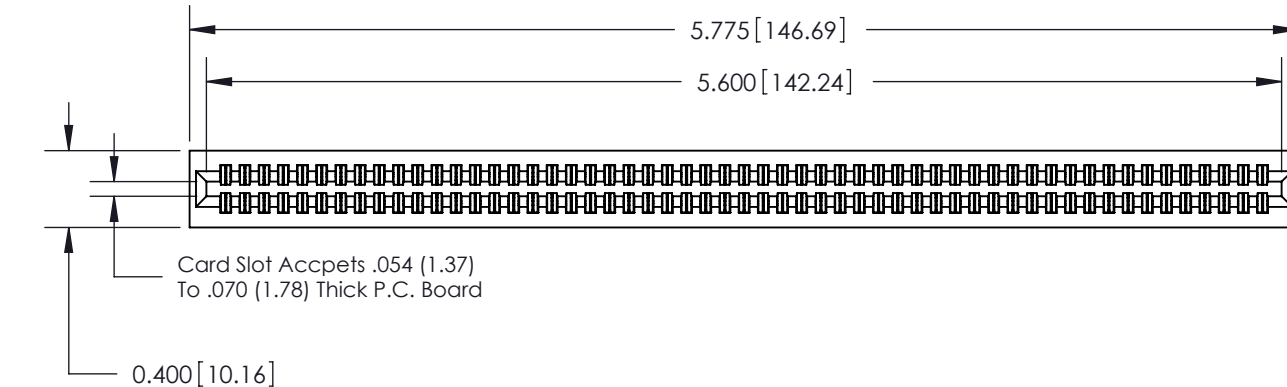 5.775[146.69]
5.600[142.24]
Card Slot Accpets .054 (1.37)
To .070 (1.78) Thick P.C. Board
0.400[10.16]